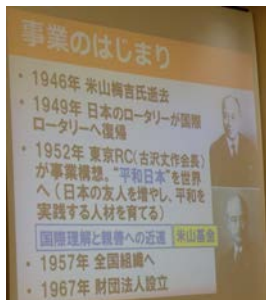 事業のはじまり
・1946年 米山梅吉氏逝去
・1949年 日本のロータリーが国際
ロータリーへ復帰
・1952年 東京RC(古沢丈作会長)
が事業構想。“平和日本”を世界
へ(日本の友人を増やし、平和を
実践する人材を育てる)
国際理解と親善への近道 米山基金
・1957年 全国組織へ
・1967年 財団法人設立